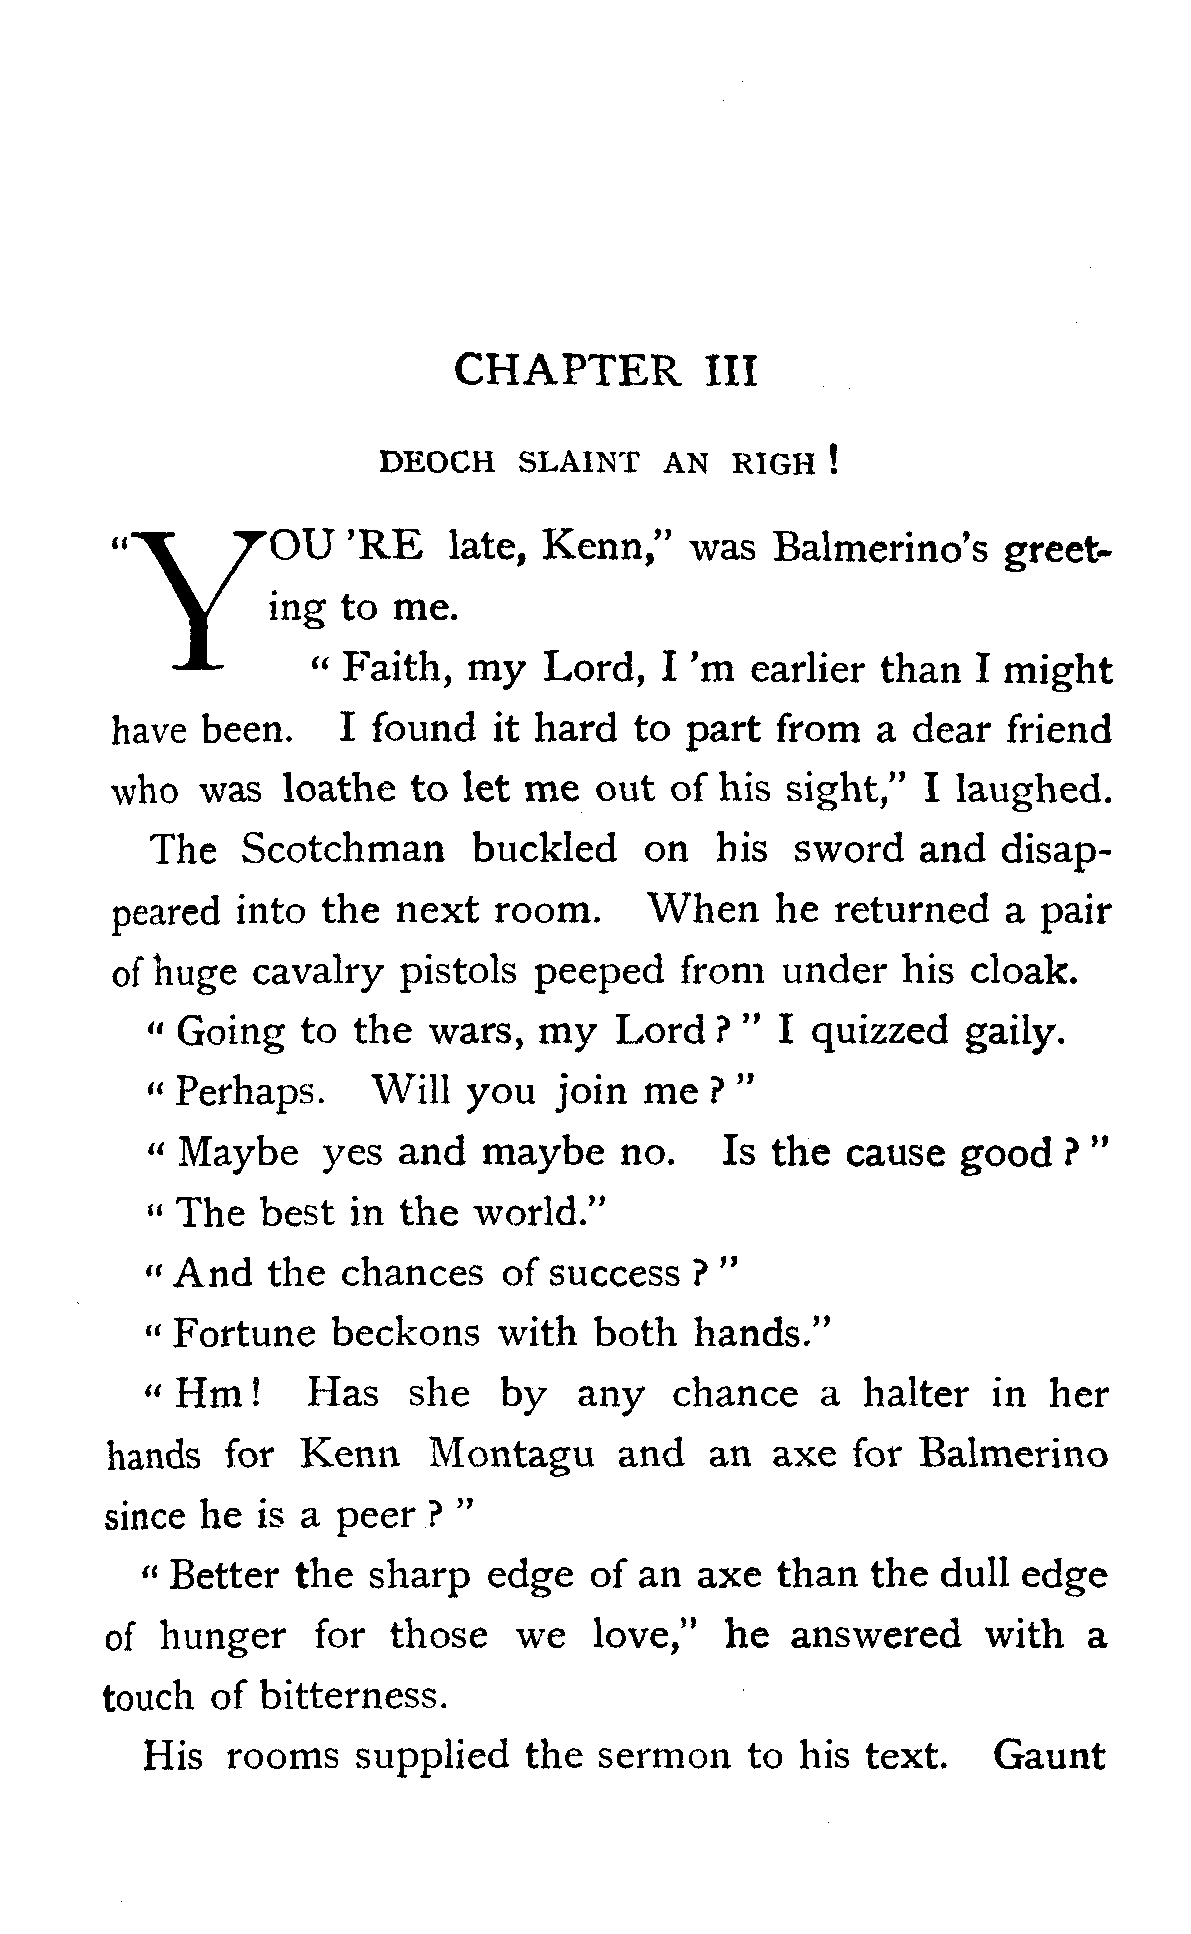 CHAPTER III
DEOCH SLAINT AN RIGH!
"YOU'RE late, Kenn," was Balmerino's greet-
ing to me.
"Faith, my Lord, I'm earlier than I might
have been. I found it hard to part from a dear friend
who was loathe to let me out of his sight," I laughed.
The Scotchman buckled on his sword and disap-
peared into the next room. When he returned a pair
of huge cavalry pistols peeped from under his cloak.
"Going to the wars, my Lord?" I quizzed gaily.
"Perhaps. Will you join me?"
"Maybe yes and maybe no. Is the cause good?"
"The best in the world."
"And the chances of success?"
"Fortune beckons with both hands."
"Hm! Has she by any chance a halter in her
hands for Kenn Montagu and an axe for Balmerino
since he is a peer?"
"Better the sharp edge of an axe than the dull edge
of hunger for those we love," he answered with a
touch of bitterness.
His rooms supplied the sermon to his text. Gaunt